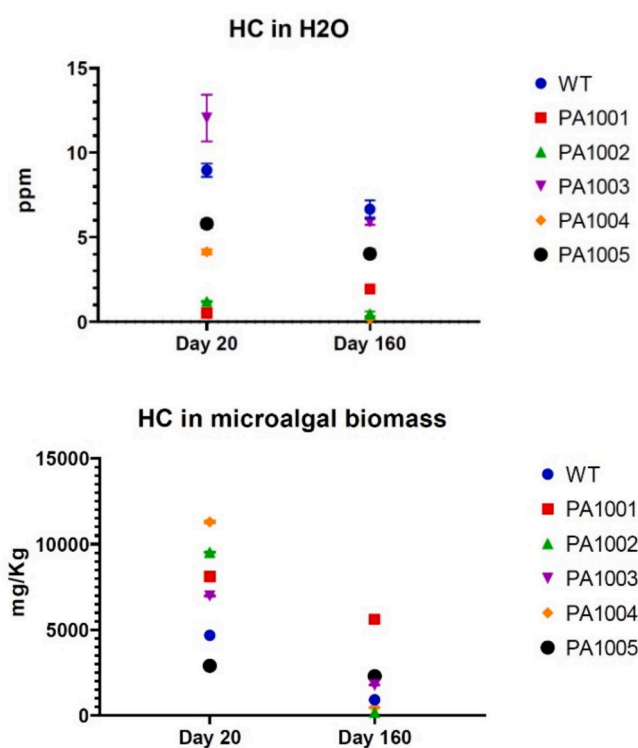 HC in H2O
15
10
5
0
ppm
Day 20
Day 160
WT
PA1001
PA1002
PA1003
PA1004
PA1005
HC in microalgal biomass
15000
10000
5000
0
mg/Kg
Day 20
Day 160
WT
PA1001
PA1002
PA1003
PA1004
PA1005